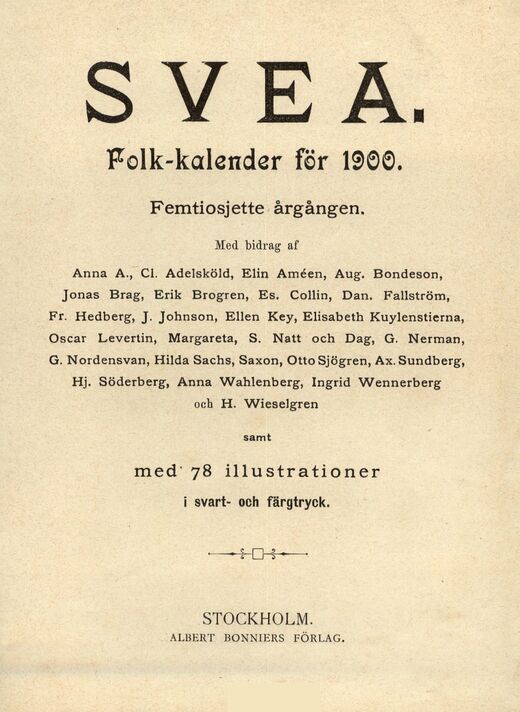 SVEA.
Folk-kalender för 1900.
Femtiosjette årgången.
Med bidrag af
Anna A., Cl. Adelsköld, Elin Améen, Aug. Bondeson,
Jonas Brag, Erik Brogren, Es. Collin, Dan. Fallström,
Fr. Hedberg, J. Johnson, Ellen Key, Elisabeth Kuylenstierna,
Oscar Levertin, Margareta, S. Natt och Dag, G. Nerman,
G. Nordensvan, Hilda Sachs, Saxon, Otto Sjögren, Ax. Sundberg,
Hj. Söderberg, Anna Wahlenberg, Ingrid Wennerberg
och H. Wieselgren
samt
med 78 illustrationer
i svart- och färgtryck.
STOCKHOLM.
ALBERT BONNIERS FÖRLAG.